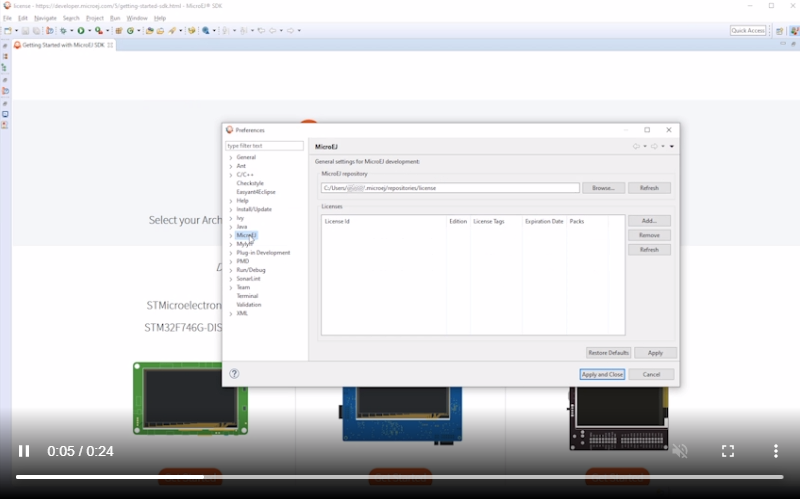 license - https://developer.microej.com/5/getting-started-sdk.html - MicroEJ® SDK
File Edit Navigate Search Project Run Window Help
Quick Access
Getting Started with MicroEJ SDK
Select your Arch
STMicroelectron
STM32F746G-DIS
Preferences
type filter text
General
Ant
C/C++
Checkstyle
Easyant4Eclipse
Help
Install/Update
Ivy
Java
MicroEJ
Mylyn
Plug-in Development
PMD
Run/Debug
SonarLint
Team
Terminal
Validation
XML
MicroEJ
General settings for MicroEJ development:
MicroEJ repository
C:/Users/ /.microej/repositories/license
Browse...
Refresh
Licenses
License Id Edition License Tags Expiration Date Packs
Add...
Remove
Refresh
Restore Defaults
Apply
Apply and Close
Cancel
0:05 / 0:24